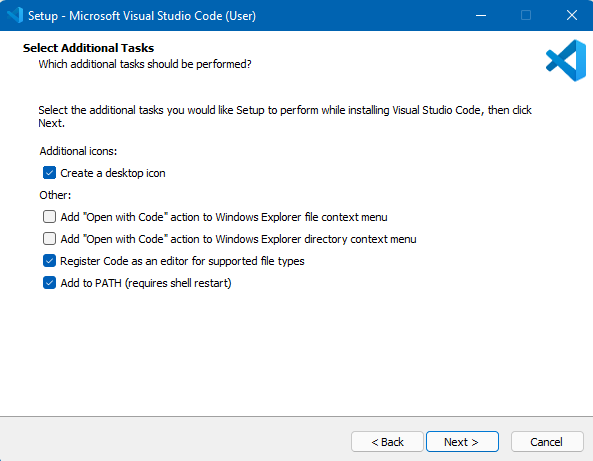 Setup - Microsoft Visual Studio Code (User)
Select Additional Tasks
Which additional tasks should be performed?
Select the additional tasks you would like Setup to perform while installing Visual Studio Code, then click
Next.
Additional icons:
Create a desktop icon
Other:
Add "Open with Code" action to Windows Explorer file context menu
Add "Open with Code" action to Windows Explorer directory context menu
Register Code as an editor for supported file types
Add to PATH (requires shell restart)
< Back
Next >
Cancel